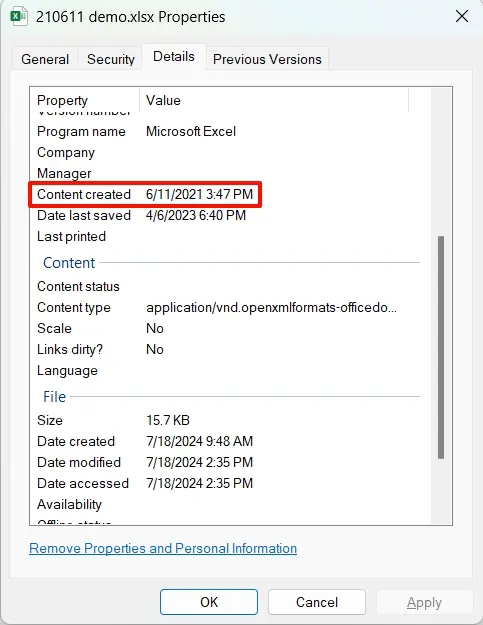 210611 demo.xlsx Properties
General Security Details Previous Versions
Property Value
Version number
Program name Microsoft Excel
Company
Manager
Content created 6/11/2021 3:47 PM
Date last saved 4/6/2023 6:40 PM
Last printed
Content
Content status
Content type application/vnd.openxmlformats-officedo...
Scale No
Links dirty? No
Language
File
Size 15.7 KB
Date created 7/18/2024 9:48 AM
Date modified 7/18/2024 2:35 PM
Date accessed 7/18/2024 2:35 PM
Availability
Offline status
Remove Properties and Personal Information
OK Cancel Apply